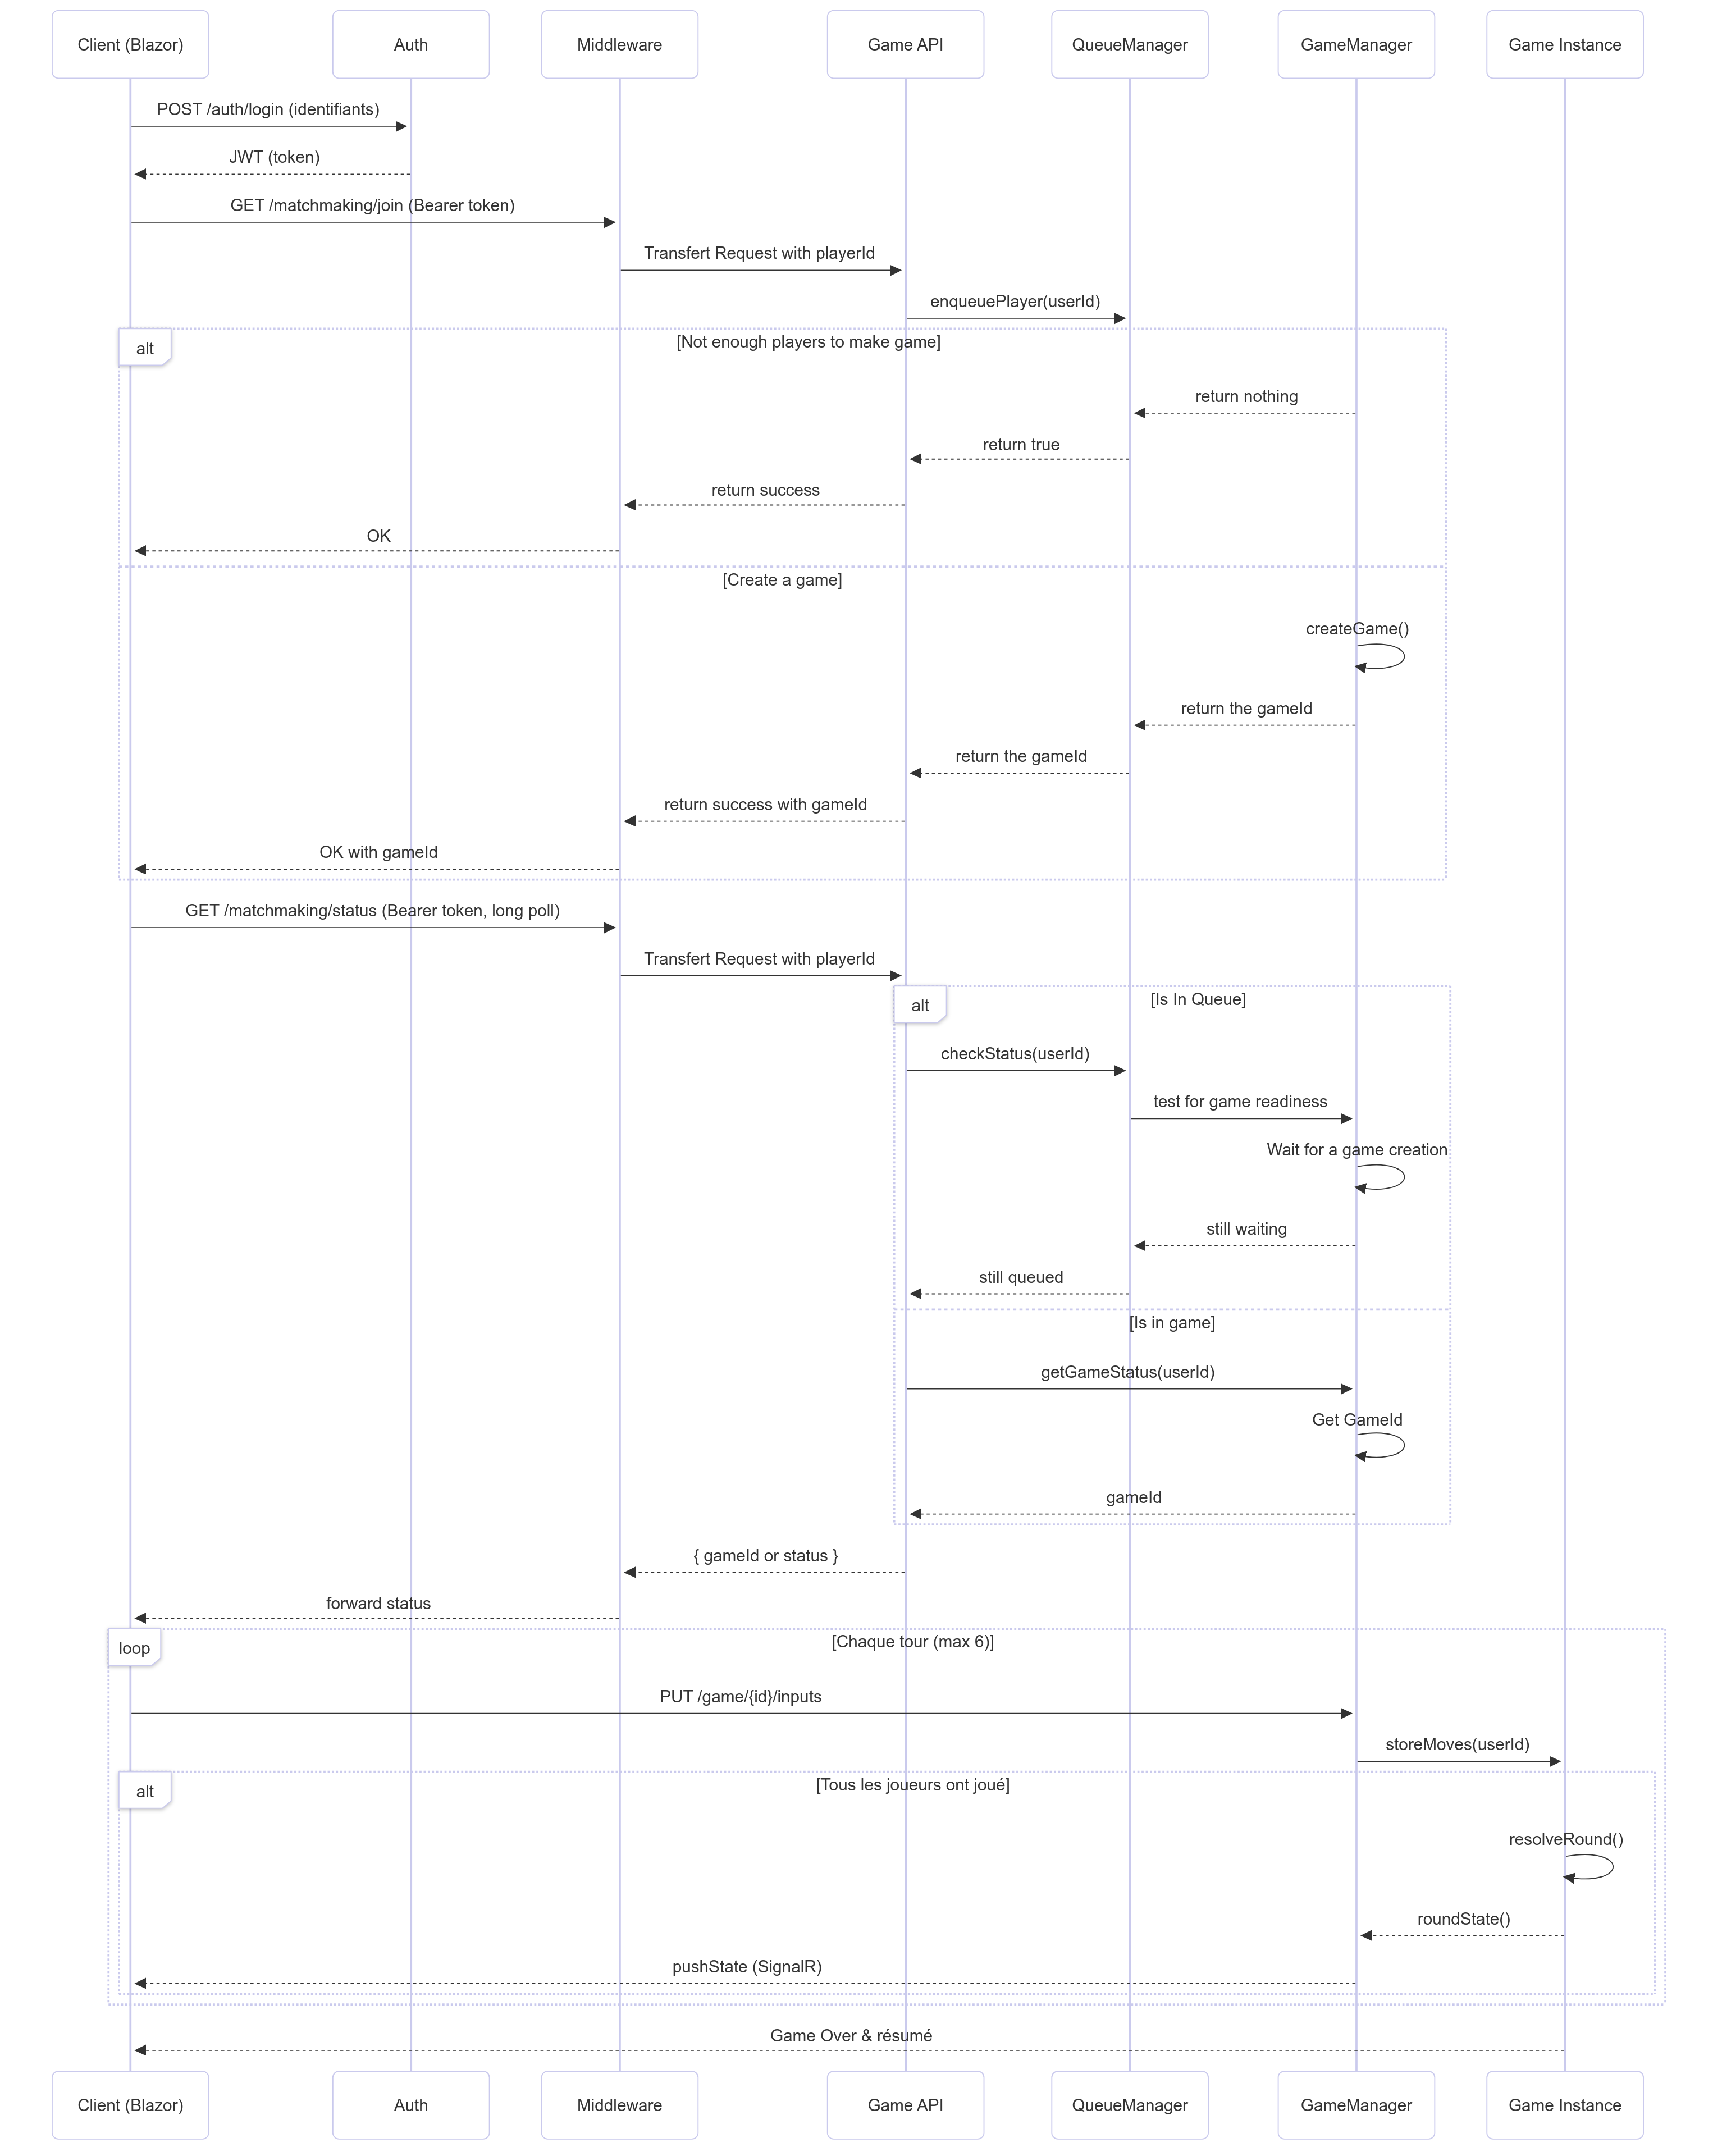 Client (Blazor)
Auth
Middleware
Game API
QueueManager
GameManager
Game Instance
POST /auth/login (identifiants)
JWT (token)
GET /matchmaking/join (Bearer token)
Transfert Request with playerId
enqueuePlayer(userId)
alt
[Not enough players to make game]
return nothing
return true
return success
OK
[Create a game]
createGame()
return the gameId
return the gameId
return success with gameId
OK with gameId
GET /matchmaking/status (Bearer token, long poll)
Transfert Request with playerId
alt
[Is In Queue]
checkStatus(userId)
test for game readiness
Wait for a game creation
still waiting
still queued
[Is in game]
getGameStatus(userId)
Get GameId
gameId
{ gameId or status }
forward status
loop
[Chaque tour (max 6)]
PUT /game/{id}/inputs
storeMoves(userId)
alt
[Tous les joueurs ont joué]
resolveRound()
roundState()
pushState (SignalR)
Game Over & résumé
Client (Blazor)
Auth
Middleware
Game API
QueueManager
GameManager
Game Instance